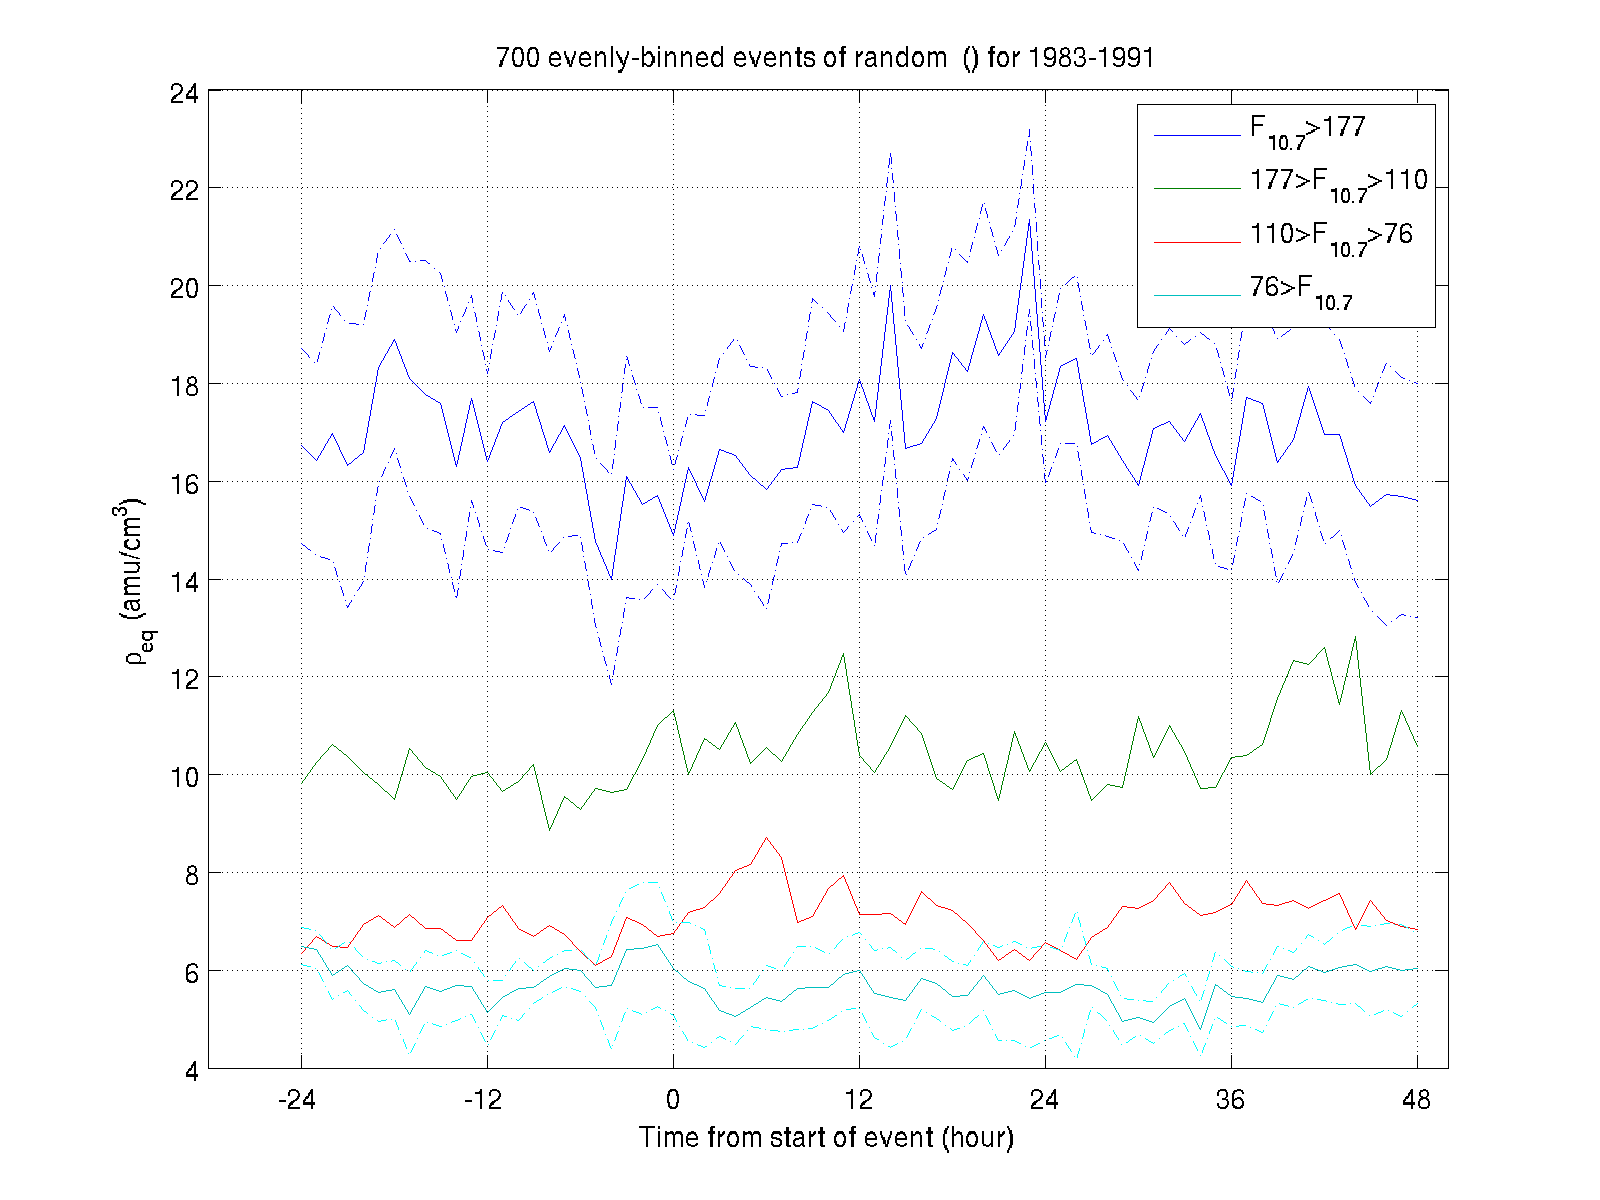 700 evenly-binned events of random () for 1983-1991
24
22
20
18
16
14
12
10
8
6
4
ρeq (amu/cm³)
F10.7>177
177>F10.7>110
110>F10.7>76
76>F10.7
-24 -12 0 12 24 36 48
Time from start of event (hour)